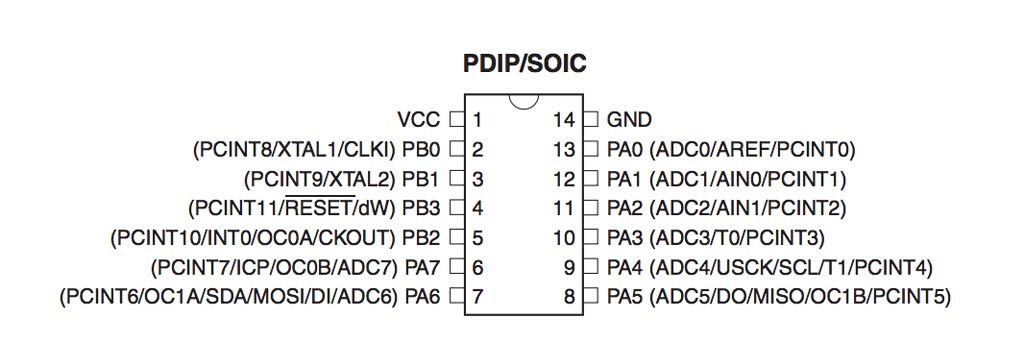 PDIP/SOIC
VCC 1 14 GND
(PCINT8/XTAL1/CLKI) PB0 2 13 PA0 (ADC0/AREF/PCINT0)
(PCINT9/XTAL2) PB1 3 12 PA1 (ADC1/AIN0/PCINT1)
(PCINT11/RESET/dW) PB3 4 11 PA2 (ADC2/AIN1/PCINT2)
(PCINT10/INT0/OC0A/CKOUT) PB2 5 10 PA3 (ADC3/T0/PCINT3)
(PCINT7/ICP/OC0B/ADC7) PA7 6 9 PA4 (ADC4/USCK/SCL/T1/PCINT4)
(PCINT6/OC1A/SDA/MOSI/DI/ADC6) PA6 7 8 PA5 (ADC5/DO/MISO/OC1B/PCINT5)